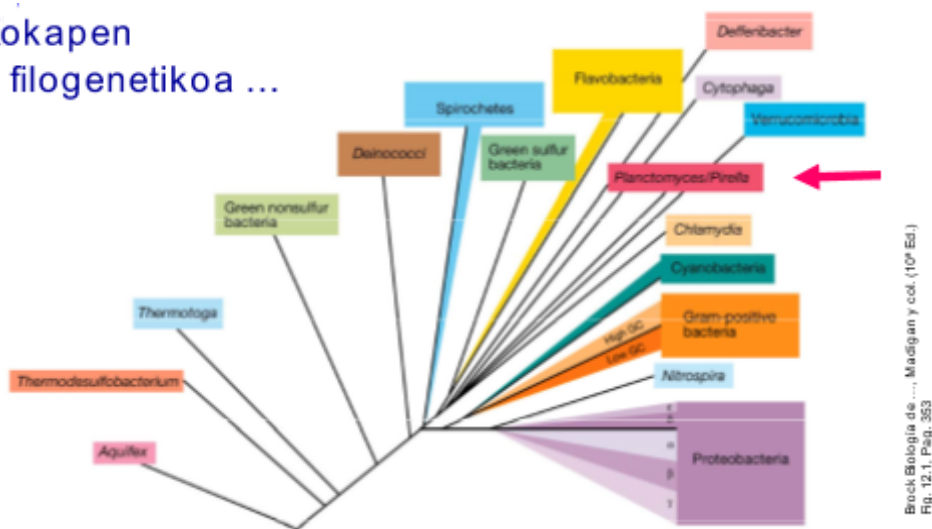 okapen
filogenetikoa ...
Defferibacter
Flavobacteria
Cytophaga
Spirochetes
Verrucomicrobia
Deinococci
Green sulfur
bacteria
Planctomyces/Pirella
Green nonsulfur
bacteria
Chlamydia
Cyanobacteria
Thermotoga
High GC
Low GC
Gram-positive
bacteria
Nitrospira
Thermodesulfobacterium
Aquifex
α
β
γ
Proteobacteria
Brock Biología de ..., Madigan y col. (10ª Ed.)
Fig. 12.1. Pag. 353